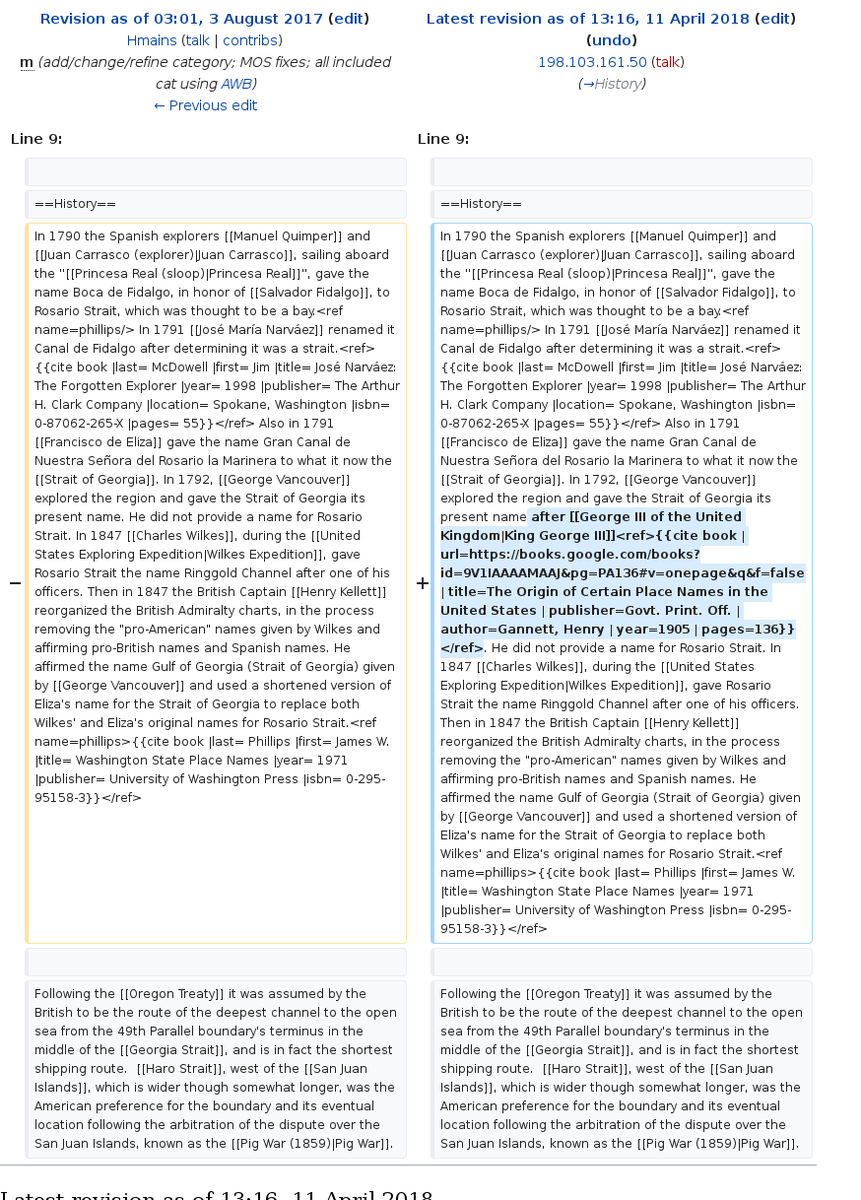 Revision as of 03:01, 3 August 2017 (edit)
Hmains (talk | contribs)
m (add/change/refine category; MOS fixes; all included
cat using AWB)
← Previous edit
Latest revision as of 13:16, 11 April 2018 (edit)
(undo)
198.103.161.50 (talk)
(→History)
Line 9:
Line 9:
==History==
==History==
−
In 1790 the Spanish explorers [[Manuel Quimper]] and
[[Juan Carrasco (explorer)|Juan Carrasco]], sailing aboard
the "[[Princesa Real (sloop)|Princesa Real]]", gave the
name Boca de Fidalgo, in honor of [[Salvador Fidalgo]], to
Rosario Strait, which was thought to be a bay.<ref
name=phillips/> In 1791 [[José María Narváez]] renamed it
Canal de Fidalgo after determining it was a strait.<ref>
{{cite book |last= McDowell |first= Jim |title= José Narváez:
The Forgotten Explorer |year= 1998 |publisher= The Arthur
H. Clark Company |location= Spokane, Washington |isbn=
0-87062-265-X |pages= 55}}</ref> Also in 1791
[[Francisco de Eliza]] gave the name Gran Canal de
Nuestra Señora del Rosario la Marinera to what it now the
[[Strait of Georgia]]. In 1792, [[George Vancouver]]
explored the region and gave the Strait of Georgia its
present name. He did not provide a name for Rosario
Strait. In 1847 [[Charles Wilkes]], during the [[United
States Exploring Expedition|Wilkes Expedition]], gave
Rosario Strait the name Ringgold Channel after one of his
officers. Then in 1847 the British Captain [[Henry Kellett]]
reorganized the British Admiralty charts, in the process
removing the "pro-American" names given by Wilkes and
affirming pro-British names and Spanish names. He
affirmed the name Gulf of Georgia (Strait of Georgia) given
by [[George Vancouver]] and used a shortened version of
Eliza's name for the Strait of Georgia to replace both
Wilkes' and Eliza's original names for Rosario Strait.<ref
name=phillips>{{cite book |last= Phillips |first= James W.
|title= Washington State Place Names |year= 1971
|publisher= University of Washington Press |isbn= 0-295-
95158-3}}</ref>
+
In 1790 the Spanish explorers [[Manuel Quimper]] and
[[Juan Carrasco (explorer)|Juan Carrasco]], sailing aboard
the "[[Princesa Real (sloop)|Princesa Real]]", gave the
name Boca de Fidalgo, in honor of [[Salvador Fidalgo]], to
Rosario Strait, which was thought to be a bay.<ref
name=phillips/> In 1791 [[José María Narváez]] renamed it
Canal de Fidalgo after determining it was a strait.<ref>
{{cite book |last= McDowell |first= Jim |title= José Narváez:
The Forgotten Explorer |year= 1998 |publisher= The Arthur
H. Clark Company |location= Spokane, Washington |isbn=
0-87062-265-X |pages= 55}}</ref> Also in 1791
[[Francisco de Eliza]] gave the name Gran Canal de
Nuestra Señora del Rosario la Marinera to what it now the
[[Strait of Georgia]]. In 1792, [[George Vancouver]]
explored the region and gave the Strait of Georgia its
present name after [[George III of the United
Kingdom|King George III]]<ref>{{cite book |
url=https://books.google.com/books?
id=9V1IAAAAMAAJ&pg=PA136#v=onepage&q&f=false
| title=The Origin of Certain Place Names in the
United States | publisher=Govt. Print. Off. |
author=Gannett, Henry | year=1905 | pages=136}}
</ref>. He did not provide a name for Rosario Strait. In
1847 [[Charles Wilkes]], during the [[United States
Exploring Expedition|Wilkes Expedition]], gave Rosario
Strait the name Ringgold Channel after one of his officers.
Then in 1847 the British Captain [[Henry Kellett]]
reorganized the British Admiralty charts, in the process
removing the "pro-American" names given by Wilkes and
affirming pro-British names and Spanish names. He
affirmed the name Gulf of Georgia (Strait of Georgia) given
by [[George Vancouver]] and used a shortened version of
Eliza's name for the Strait of Georgia to replace both
Wilkes' and Eliza's original names for Rosario Strait.<ref
name=phillips>{{cite book |last= Phillips |first= James W.
|title= Washington State Place Names |year= 1971
|publisher= University of Washington Press |isbn= 0-295-
95158-3}}</ref>
Following the [[Oregon Treaty]] it was assumed by the
British to be the route of the deepest channel to the open
sea from the 49th Parallel boundary's terminus in the
middle of the [[Georgia Strait]], and is in fact the shortest
shipping route.  [[Haro Strait]], west of the [[San Juan
Islands]], which is wider though somewhat longer, was the
American preference for the boundary and its eventual
location following the arbitration of the dispute over the
San Juan Islands, known as the [[Pig War (1859)|Pig War]].
Following the [[Oregon Treaty]] it was assumed by the
British to be the route of the deepest channel to the open
sea from the 49th Parallel boundary's terminus in the
middle of the [[Georgia Strait]], and is in fact the shortest
shipping route.  [[Haro Strait]], west of the [[San Juan
Islands]], which is wider though somewhat longer, was the
American preference for the boundary and its eventual
location following the arbitration of the dispute over the
San Juan Islands, known as the [[Pig War (1859)|Pig War]].
Latest revision as of 13:16, 11 April 2018